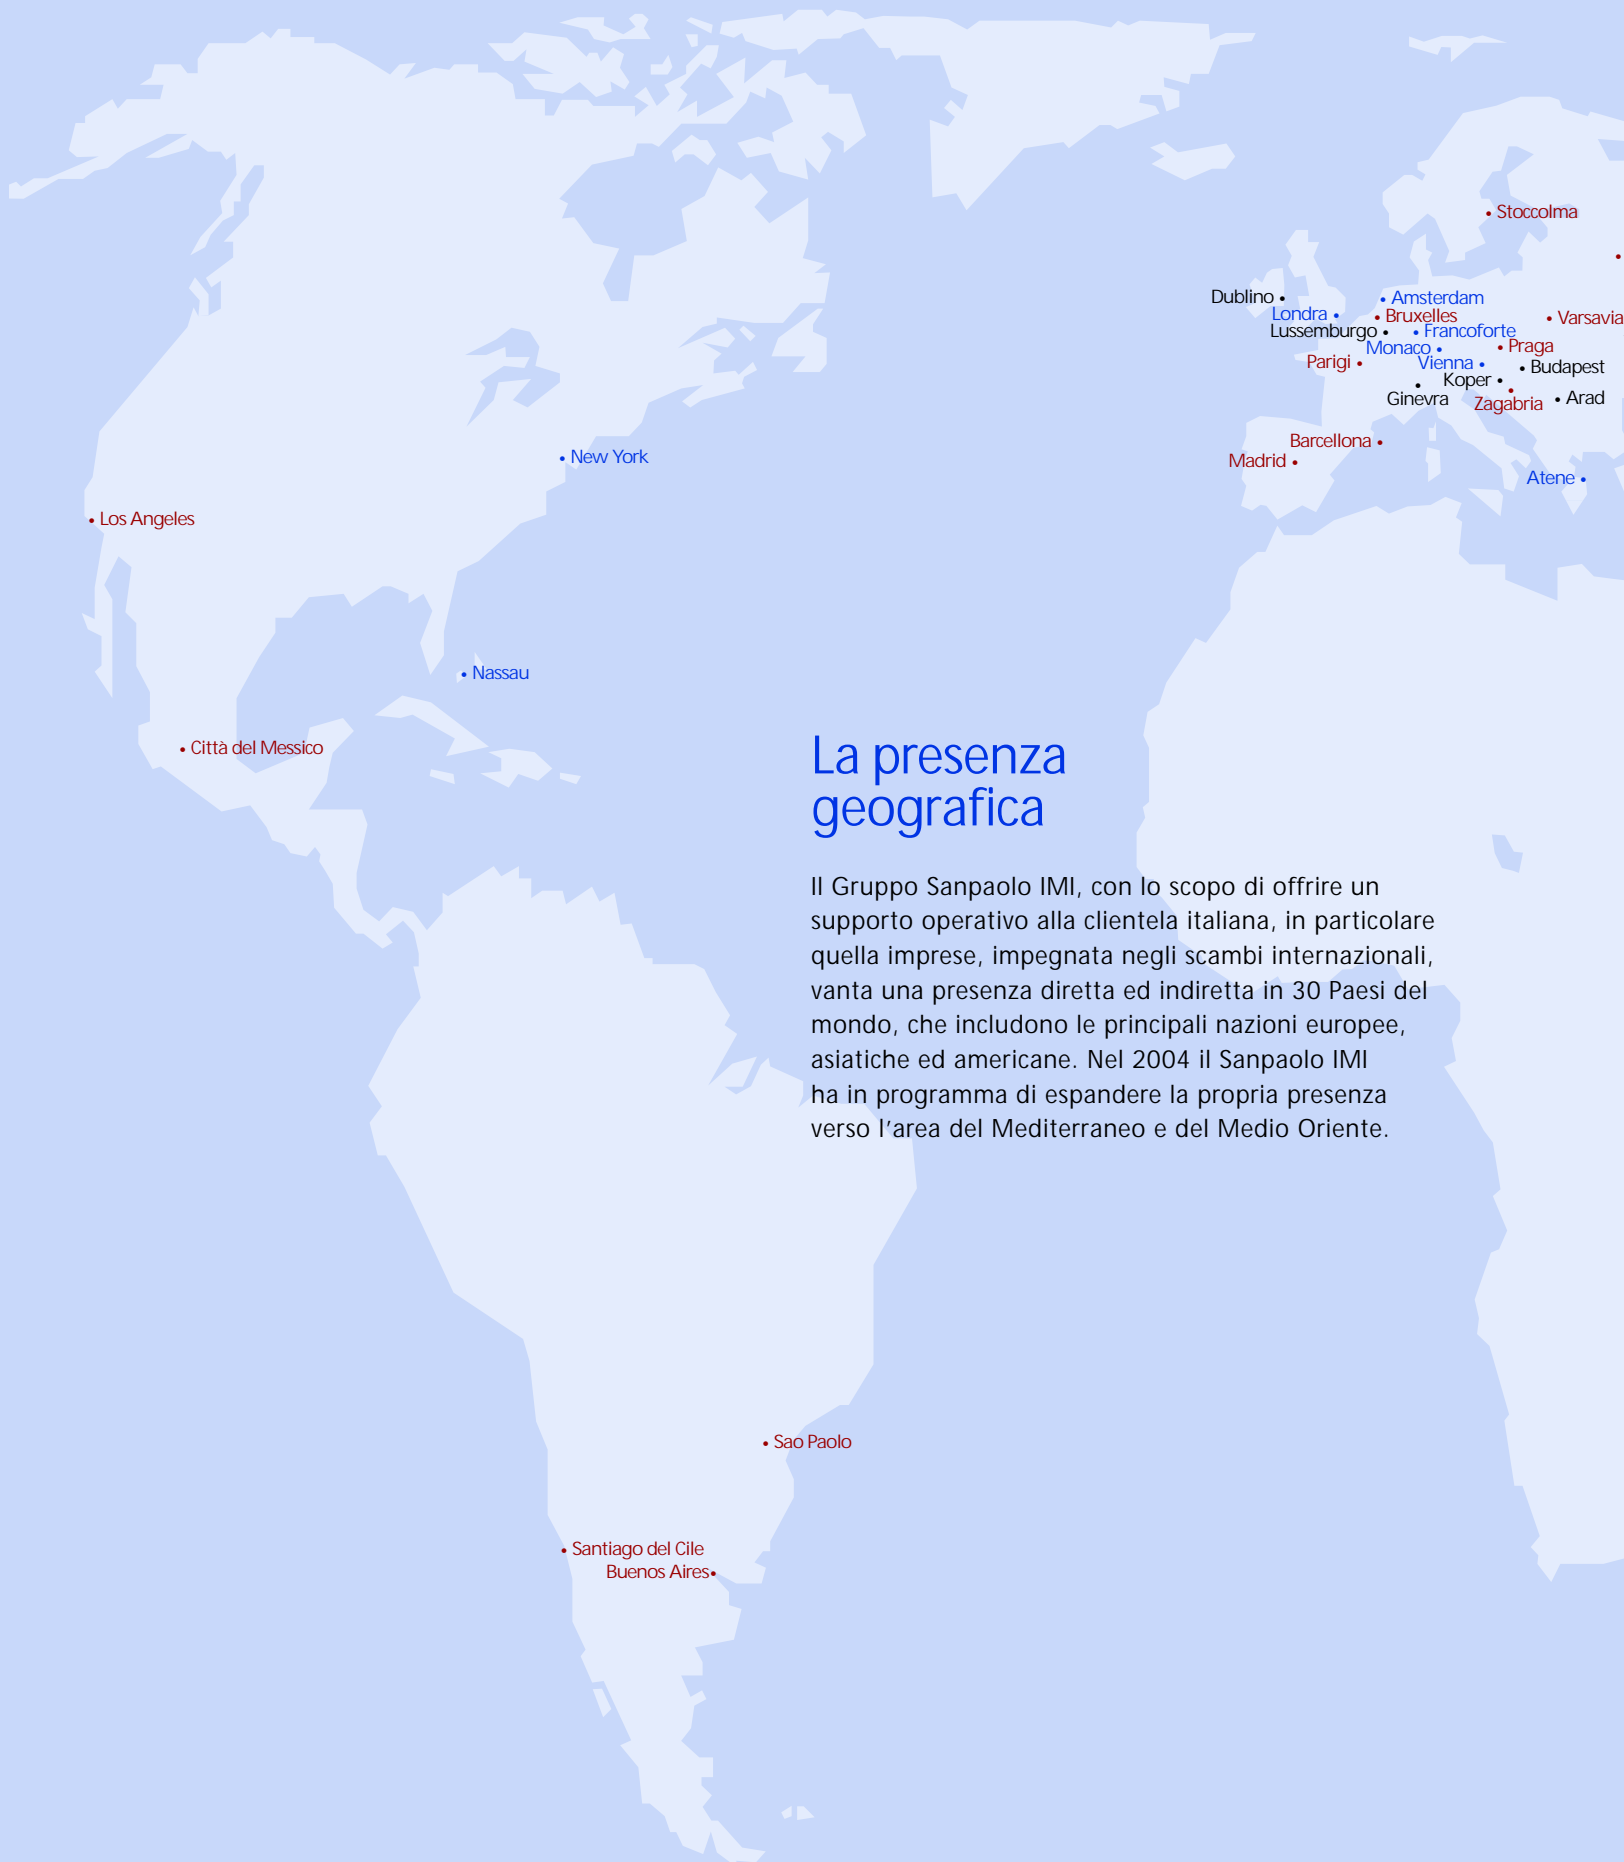 Stoccolma
Dublino
Amsterdam
Londra
Bruxelles
Varsavia
Lussemburgo
Francoforte
Monaco
Praga
Parigi
Vienna
Budapest
Koper
Ginevra
Zagabria
Arad
Barcellona
Madrid
Atene
New York
Los Angeles
Nassau
Città del Messico
La presenza
geografica
Il Gruppo Sanpaolo IMI, con lo scopo di offrire un
supporto operativo alla clientela italiana, in particolare
quella imprese, impegnata negli scambi internazionali,
vanta una presenza diretta ed indiretta in 30 Paesi del
mondo, che includono le principali nazioni europee,
asiatiche ed americane. Nel 2004 il Sanpaolo IMI
ha in programma di espandere la propria presenza
verso l’area del Mediterraneo e del Medio Oriente.
Sao Paolo
Santiago del Cile
Buenos Aires